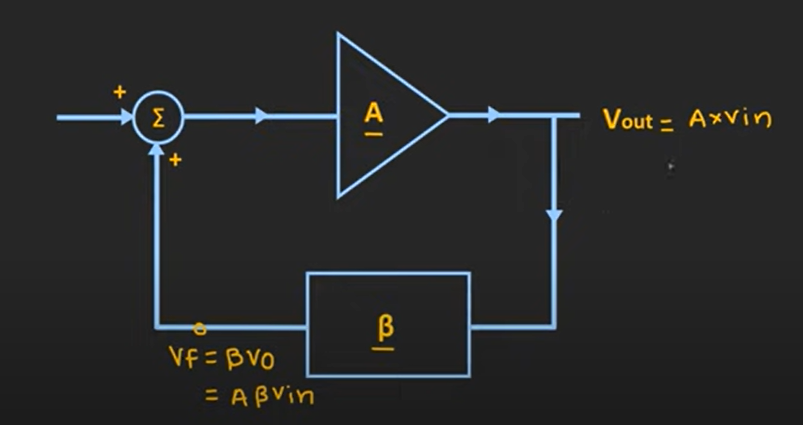 +
Σ
A
Vout = A×Vin
+
β
Vf = βVo
= AβVin